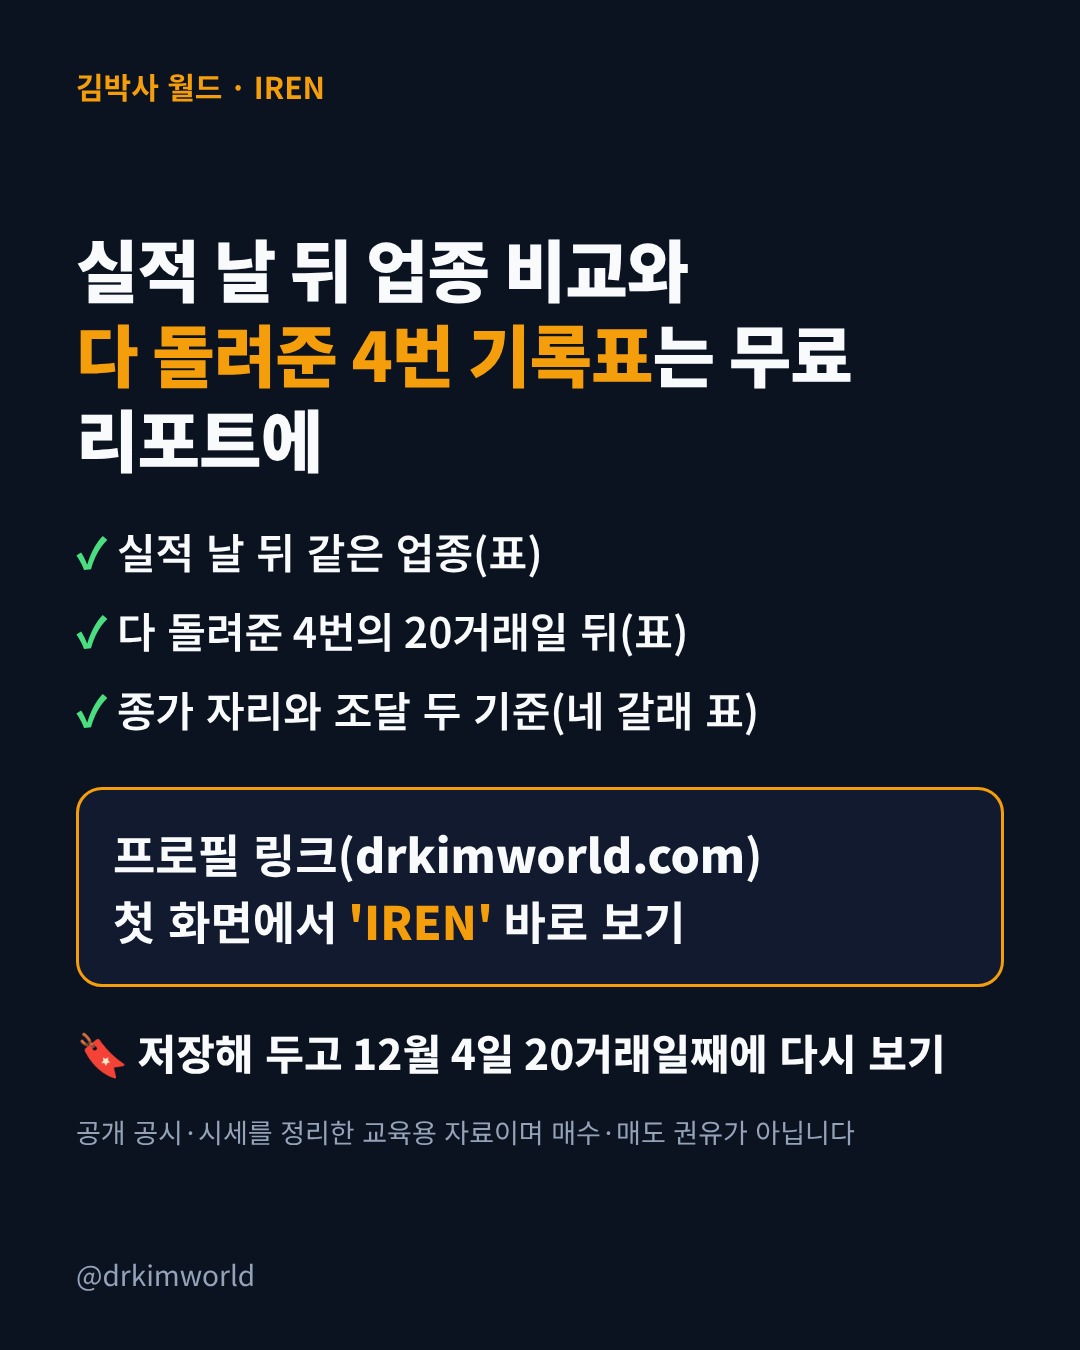 김박사 월드 · IREN
실적 날 뒤 업종 비교와
다 돌려준 4번 기록표는 무료
리포트에
✓ 실적 날 뒤 같은 업종(표)
✓ 다 돌려준 4번의 20거래일 뒤(표)
✓ 종가 자리와 조달 두 기준(네 갈래 표)
프로필 링크(drkimworld.com)
첫 화면에서 'IREN' 바로 보기
🔖 저장해 두고 12월 4일 20거래일째에 다시 보기
공개 공시·시세를 정리한 교육용 자료이며 매수·매도 권유가 아닙니다
@drkimworld